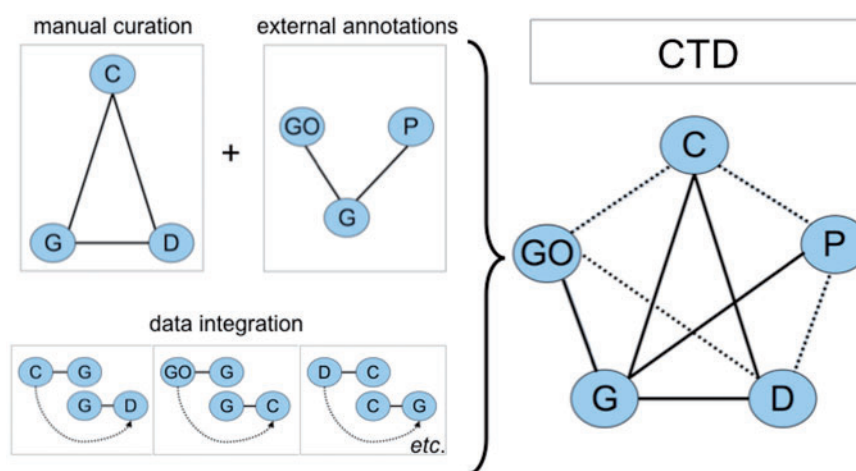 manual curation
external annotations
C
G
D
+
GO
P
G
data integration
C
G
G
D
GO
G
G
C
D
C
C
G
etc.
CTD
C
GO
P
G
D